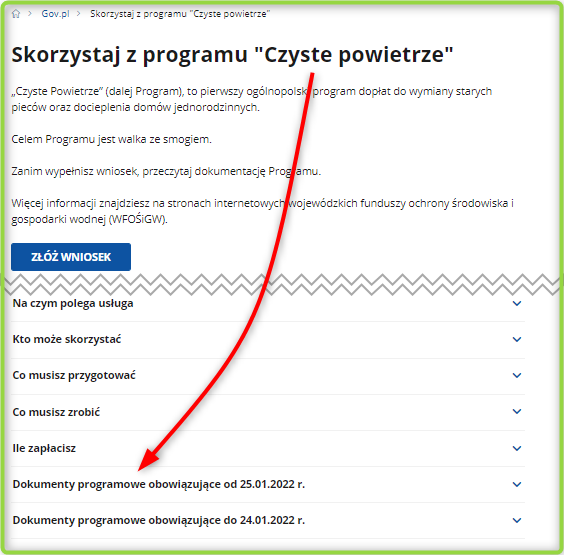 Gov.pl > Skorzystaj z programu "Czyste powietrze"
Skorzystaj z programu "Czyste powietrze"
„Czyste Powietrze” (dalej Program), to pierwszy ogólnopolski program dopłat do wymiany starych
pieców oraz docieplenia domów jednorodzinnych.
Celem Programu jest walka ze smogiem.
Zanim wypełnisz wniosek, przeczytaj dokumentację Programu.
Więcej informacji znajdziesz na stronach internetowych wojewódzkich funduszy ochrony środowiska i
gospodarki wodnej (WFOŚiGW).
ZŁÓŻ WNIOSEK
Na czym polega usługa
Kto może skorzystać
Co musisz przygotować
Co musisz zrobić
Ile zapłacisz
Dokumenty programowe obowiązujące od 25.01.2022 r.
Dokumenty programowe obowiązujące do 24.01.2022 r.